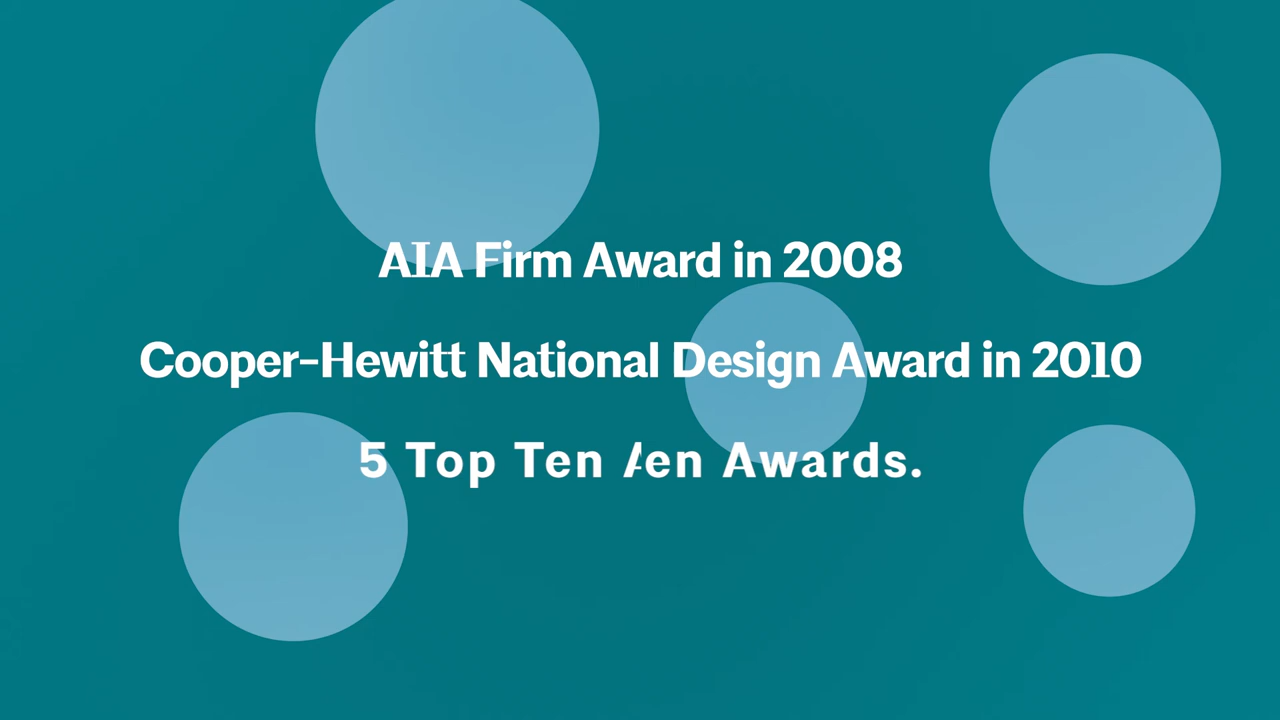 AIA Firm Award in 2008
Cooper-Hewitt National Design Award in 2010
5 Top Ten Awards.